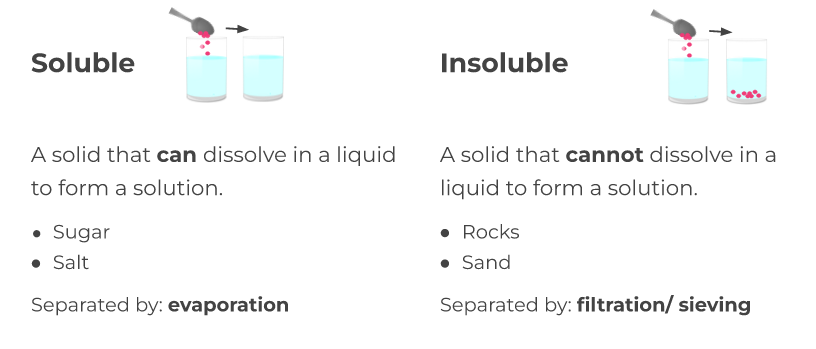 Soluble
A solid that can dissolve in a liquid
to form a solution.
• Sugar
• Salt
Separated by: evaporation
Insoluble
A solid that cannot dissolve in a
liquid to form a solution.
• Rocks
• Sand
Separated by: filtration/ sieving